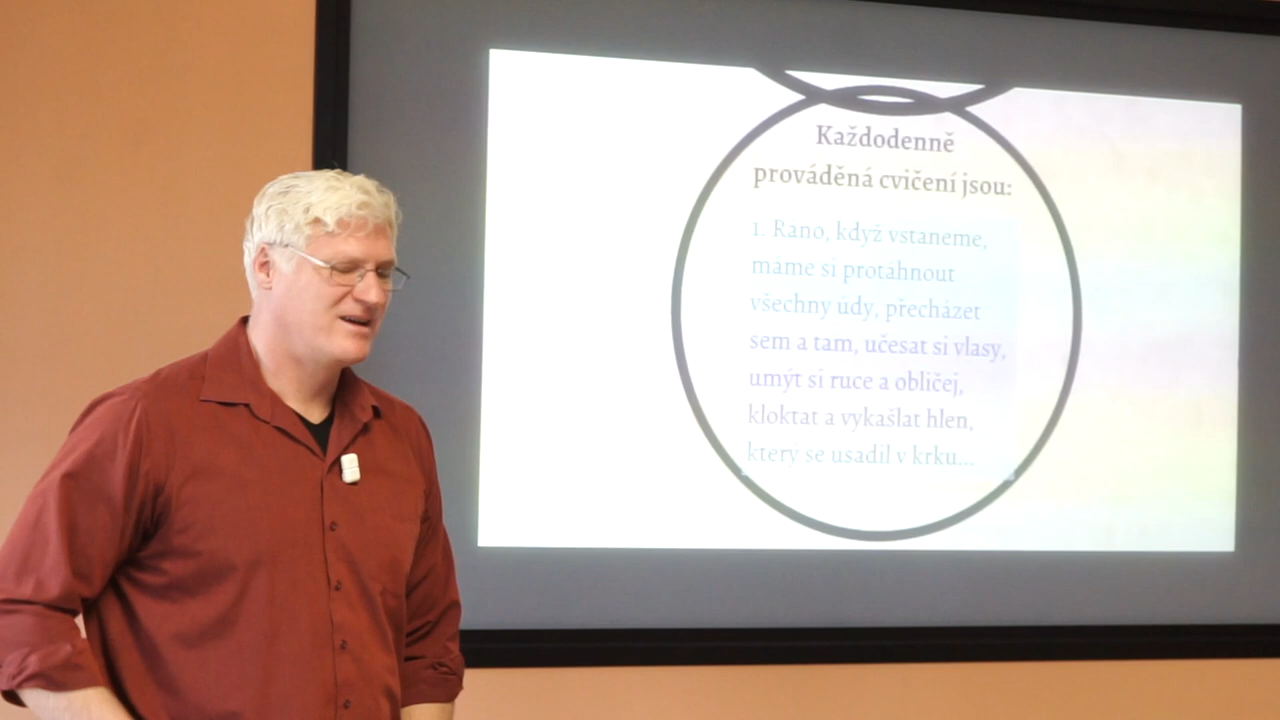 Každodenně
prováděná cvičení jsou:
1. Ráno, když vstaneme,
máme si protáhnout
všechny údy, přecházet
sem a tam, učesat si vlasy,
umýt si ruce a obličej,
kloktat a vykašlat hlen,
který se usadil v krku...